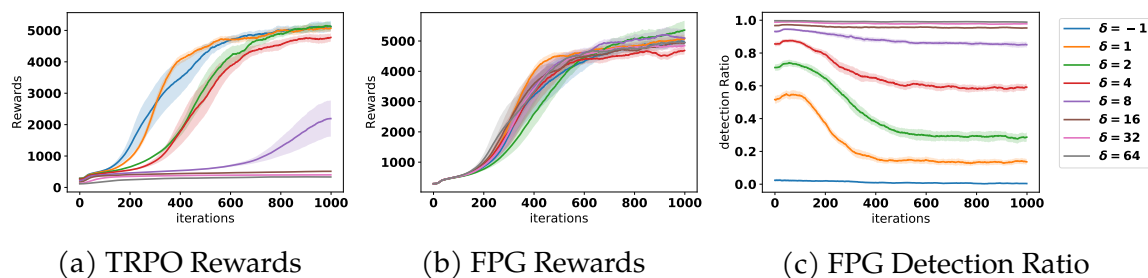 Rewards
5000
4000
3000
2000
1000
0
0 200 400 600 800 1000
iterations
(a) TRPO Rewards
Rewards
5000
4000
3000
2000
1000
0 200 400 600 800 1000
iterations
(b) FPG Rewards
detection Ratio
1.0
0.8
0.6
0.4
0.2
0.0
0 200 400 600 800 1000
iterations
(c) FPG Detection Ratio
δ = −1
δ = 1
δ = 2
δ = 4
δ = 8
δ = 16
δ = 32
δ = 64